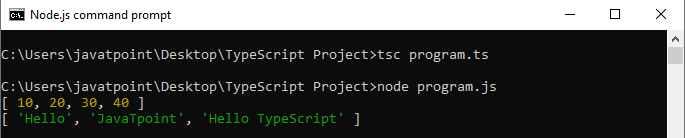 Node.js command prompt
C:\Users\javatpoint\Desktop\TypeScript Project>tsc program.ts
C:\Users\javatpoint\Desktop\TypeScript Project>node program.js
[ 10, 20, 30, 40 ]
[ 'Hello', 'JavaTpoint', 'Hello TypeScript' ]